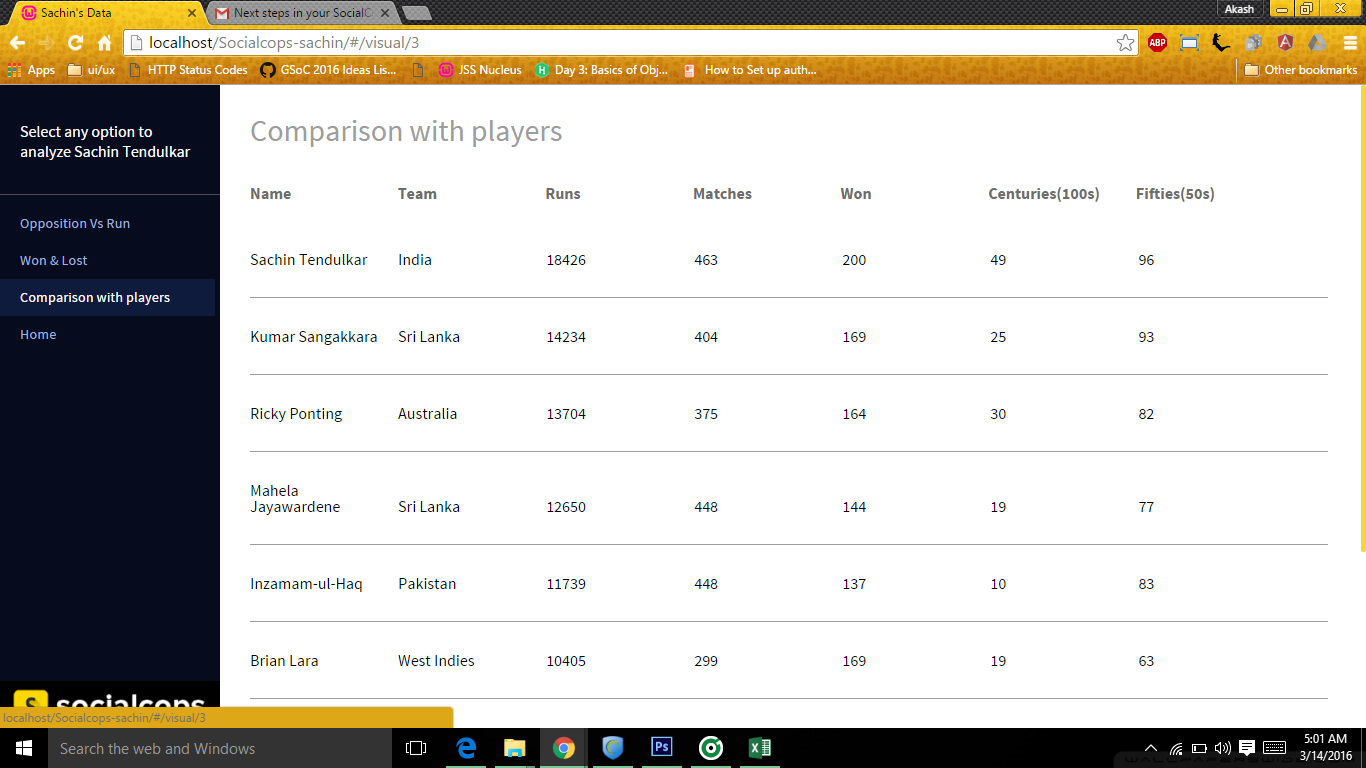 Sachin's Data
Next steps in your SocialC
Akash
localhost/Socialcops-sachin/#/visual/3
ABP
Apps
ui/ux
HTTP Status Codes
GSoC 2016 Ideas Lis...
JSS Nucleus
Day 3: Basics of Obj...
How to Set up auth...
Other bookmarks
Select any option to
analyze Sachin Tendulkar
Opposition Vs Run
Won & Lost
Comparison with players
Home
socialcops
Comparison with players
Name Team Runs Matches Won Centuries(100s) Fifties(50s)
Sachin Tendulkar India 18426 463 200 49 96
Kumar Sangakkara Sri Lanka 14234 404 169 25 93
Ricky Ponting Australia 13704 375 164 30 82
Mahela
Jayawardene Sri Lanka 12650 448 144 19 77
Inzamam-ul-Haq Pakistan 11739 448 137 10 83
Brian Lara West Indies 10405 299 169 19 63
localhost/Socialcops-sachin/#/visual/3
Search the web and Windows
Ps
5:01 AM
3/14/2016